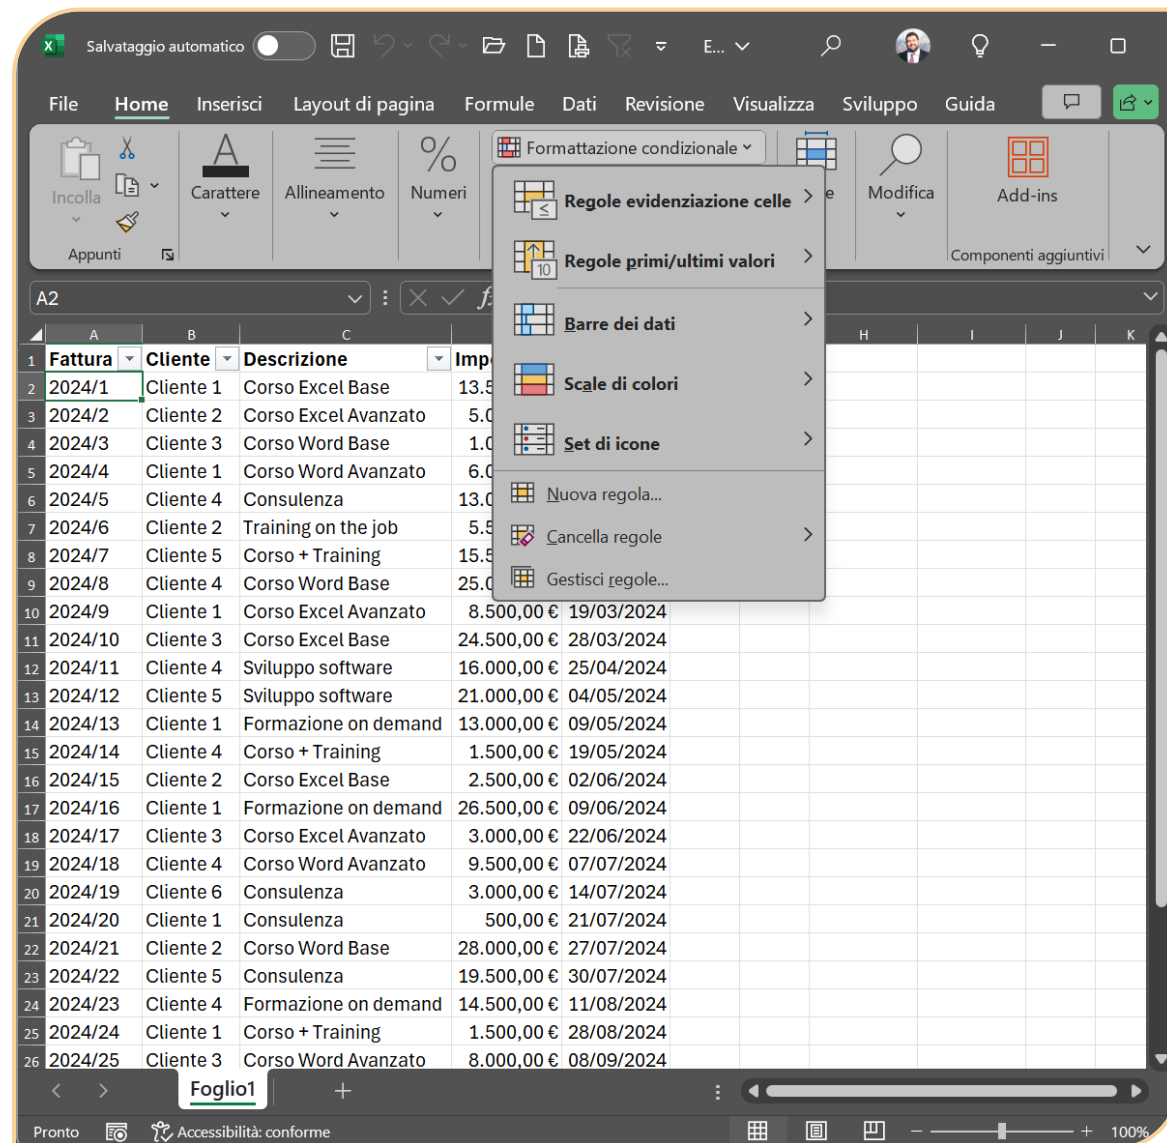 Salvataggio automatico
E...
File Home Inserisci Layout di pagina Formule Dati Revisione Visualizza Sviluppo Guida
Incolla
Appunti
Carattere
Allineamento
%
Numeri
Formattazione condizionale
Modifica
Add-ins
Componenti aggiuntivi
Regole evidenziazione celle
Regole primi/ultimi valori
Barre dei dati
Scale di colori
Set di icone
Nuova regola...
Cancella regole
Gestisci regole...
A2
A B C H I J K
1 Fattura Cliente Descrizione
2 2024/1 Cliente 1 Corso Excel Base
3 2024/2 Cliente 2 Corso Excel Avanzato
4 2024/3 Cliente 3 Corso Word Base
5 2024/4 Cliente 1 Corso Word Avanzato
6 2024/5 Cliente 4 Consulenza
7 2024/6 Cliente 2 Training on the job
8 2024/7 Cliente 5 Corso + Training
9 2024/8 Cliente 4 Corso Word Base
10 2024/9 Cliente 1 Corso Excel Avanzato 8.500,00 € 19/03/2024
11 2024/10 Cliente 3 Corso Excel Base 24.500,00 € 28/03/2024
12 2024/11 Cliente 4 Sviluppo software 16.000,00 € 25/04/2024
13 2024/12 Cliente 5 Sviluppo software 21.000,00 € 04/05/2024
14 2024/13 Cliente 1 Formazione on demand 13.000,00 € 09/05/2024
15 2024/14 Cliente 4 Corso + Training 1.500,00 € 19/05/2024
16 2024/15 Cliente 2 Corso Excel Base 2.500,00 € 02/06/2024
17 2024/16 Cliente 1 Formazione on demand 26.500,00 € 09/06/2024
18 2024/17 Cliente 3 Corso Excel Avanzato 3.000,00 € 22/06/2024
19 2024/18 Cliente 4 Corso Word Avanzato 9.500,00 € 07/07/2024
20 2024/19 Cliente 6 Consulenza 3.000,00 € 14/07/2024
21 2024/20 Cliente 1 Consulenza 500,00 € 21/07/2024
22 2024/21 Cliente 2 Corso Word Base 28.000,00 € 27/07/2024
23 2024/22 Cliente 5 Consulenza 19.500,00 € 30/07/2024
24 2024/23 Cliente 4 Formazione on demand 14.500,00 € 11/08/2024
25 2024/24 Cliente 1 Corso + Training 1.500,00 € 28/08/2024
26 2024/25 Cliente 3 Corso Word Avanzato 8.000,00 € 08/09/2024
Foglio1
Pronto Accessibilità: conforme 100%